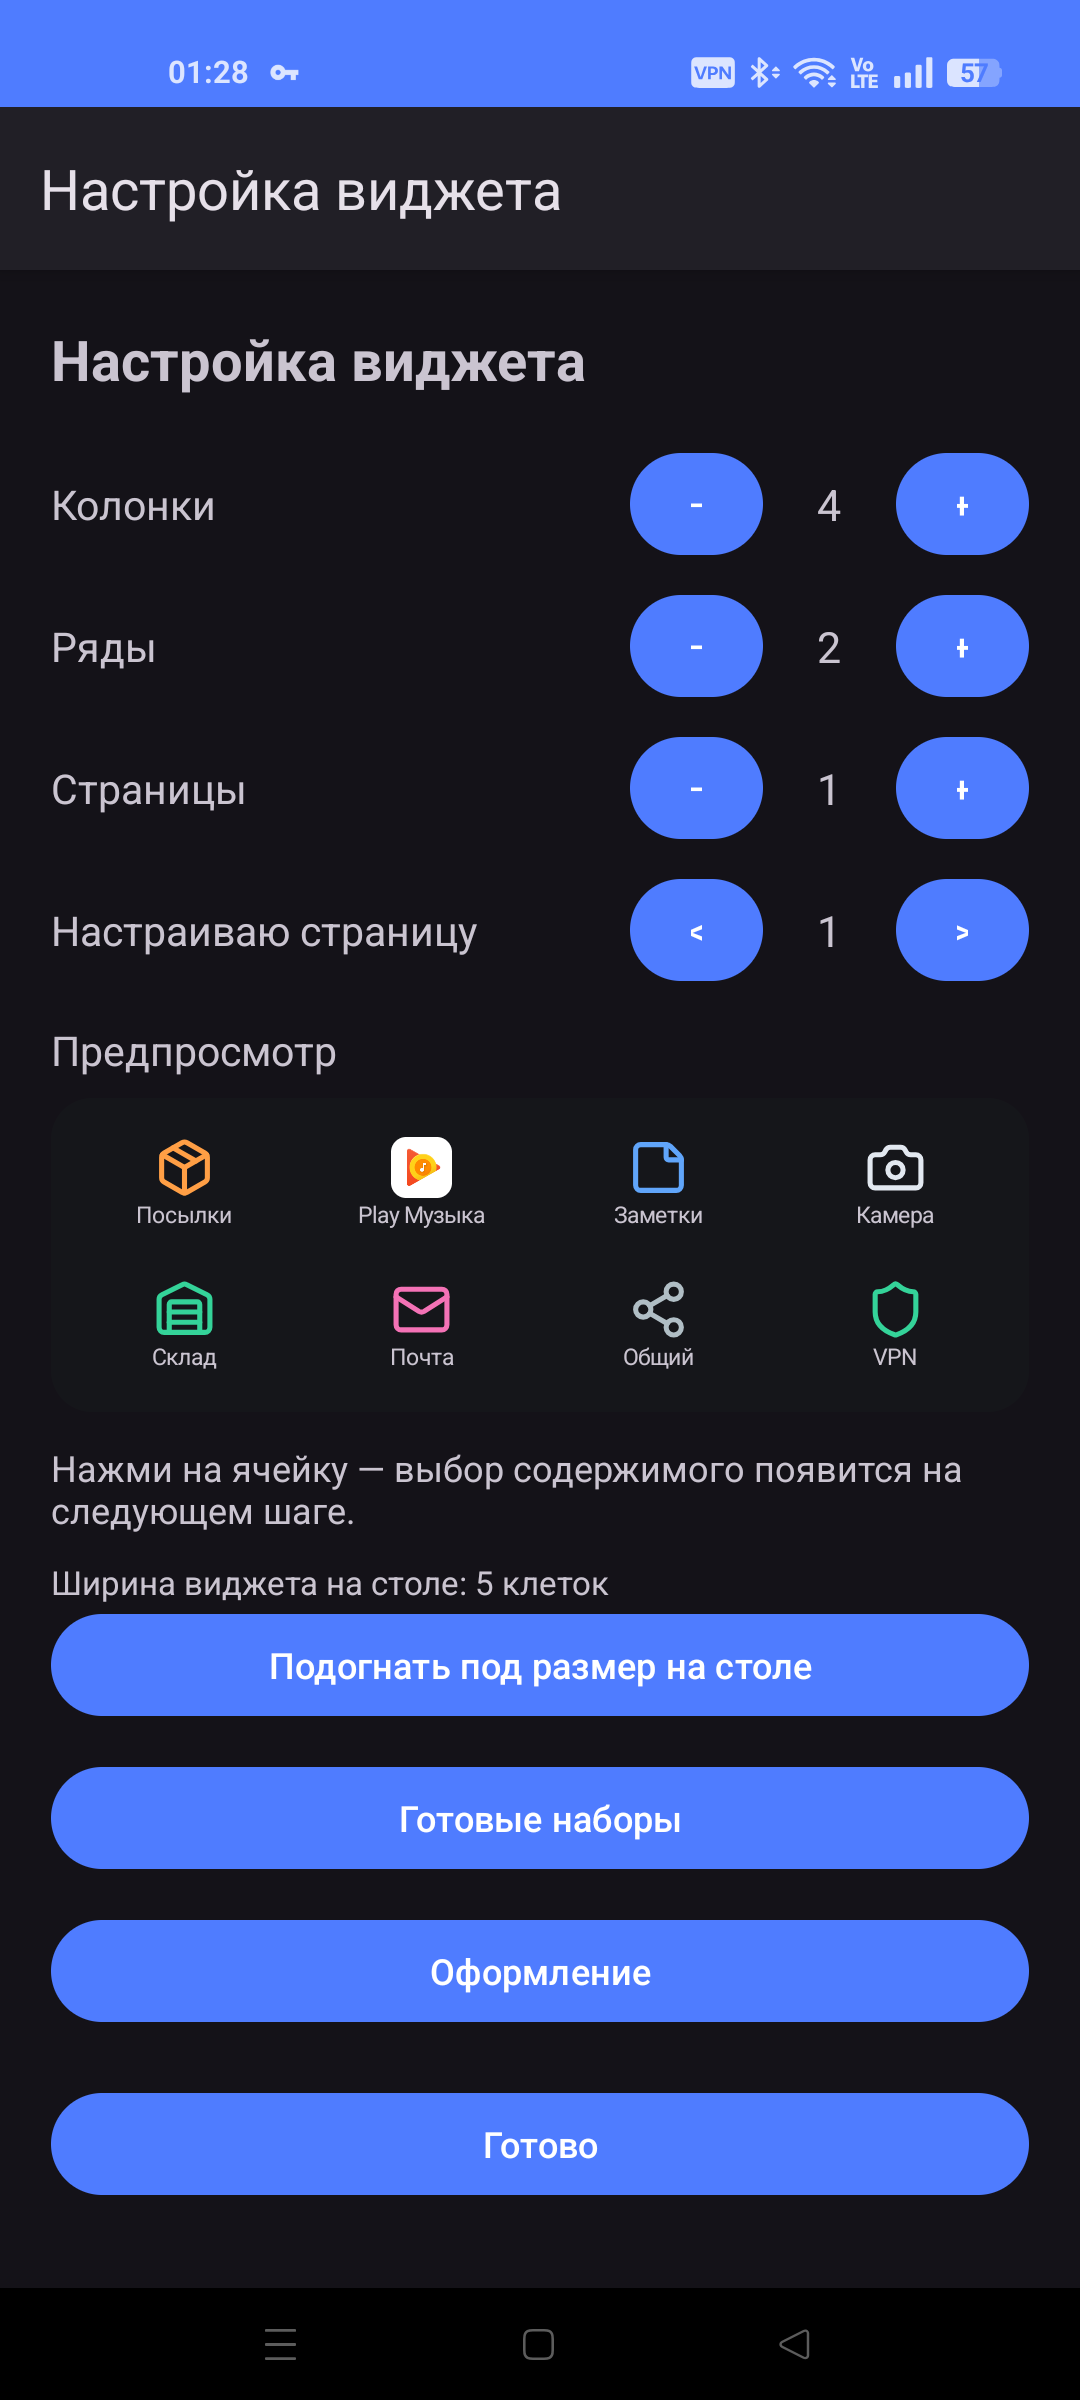 01:28
VPN
Vo
LTE
57
Настройка виджета
Настройка виджета
Колонки - 4 +
Ряды - 2 +
Страницы - 1 +
Настраиваю страницу < 1 >
Предпросмотр
Посылки Play Музыка Заметки Камера
Склад Почта Общий VPN
Нажми на ячейку — выбор содержимого появится на
следующем шаге.
Ширина виджета на столе: 5 клеток
Подогнать под размер на столе
Готовые наборы
Оформление
Готово